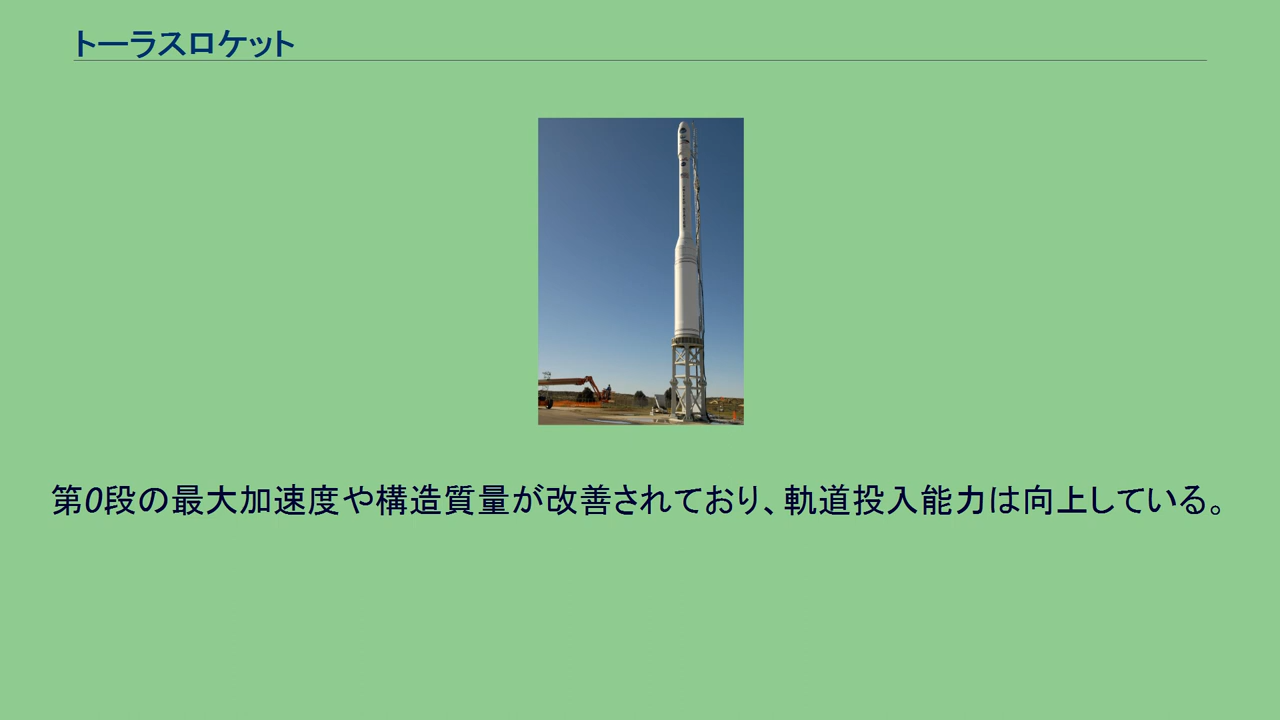 トーラスロケット
第0段の最大加速度や構造質量が改善されており、軌道投入能力は向上している。